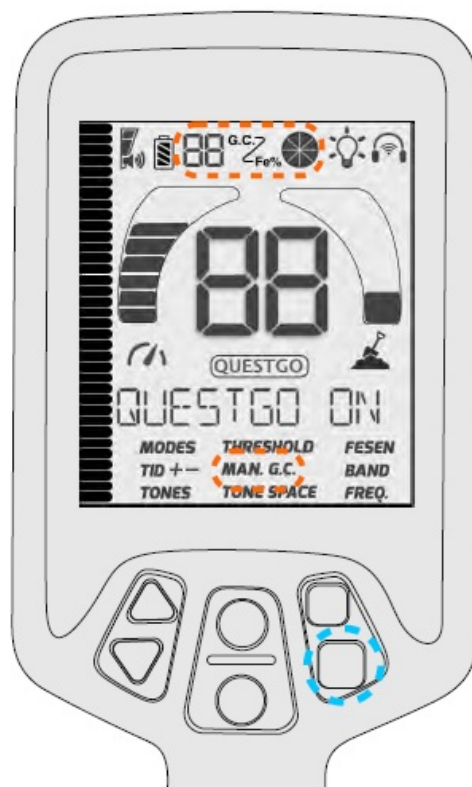 88 G.C. Fe%
88
QUESTGO
QUESTGO ON
MODES THRESHOLD FESEN
TID +- MAN. G.C. BAND
TONES TONE SPACE FREQ.